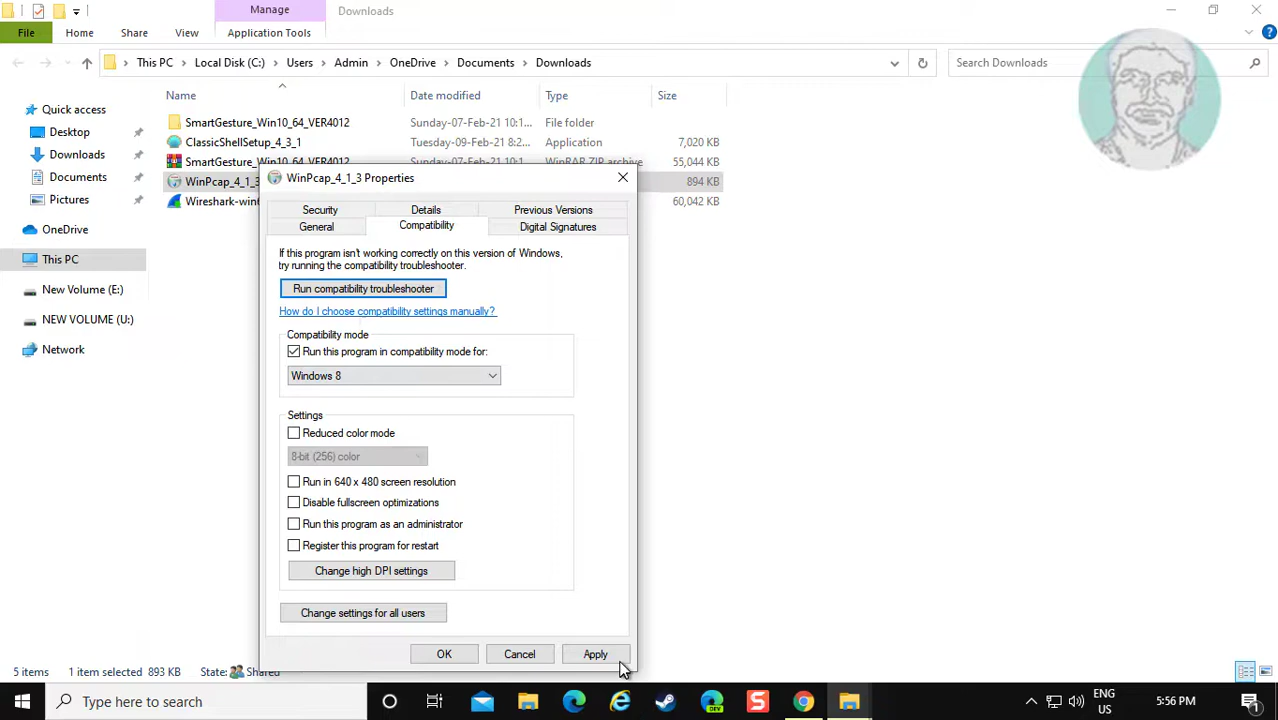 Manage
Downloads
File
Home
Share
View
Application Tools
This PC
Local Disk (C:)
Users
Admin
OneDrive
Documents
Downloads
Search Downloads
Quick access
Desktop
Downloads
Documents
Pictures
OneDrive
This PC
New Volume (E:)
NEW VOLUME (U:)
Network
Name
Date modified
Type
Size
SmartGesture_Win10_64_VER4012
Sunday-07-Feb-21 10:1...
File folder
ClassicShellSetup_4_3_1
Tuesday-09-Feb-21 10:...
Application
7,020 KB
SmartGesture_Win10_64_VER4012
Sunday-07-Feb-21 10:1...
WinRAR ZIP archive
55,044 KB
WinPcap_4_1_3
894 KB
60,042 KB
WinPcap_4_1_3 Properties
Security
Details
Previous Versions
General
Compatibility
Digital Signatures
If this program isn't working correctly on this version of Windows,
try running the compatibility troubleshooter.
Run compatibility troubleshooter
How do I choose compatibility settings manually?
Compatibility mode
Run this program in compatibility mode for:
Windows 8
Settings
Reduced color mode
8-bit (256) color
Run in 640 x 480 screen resolution
Disable fullscreen optimizations
Run this program as an administrator
Register this program for restart
Change high DPI settings
Change settings for all users
OK
Cancel
Apply
5 items
1 item selected 893 KB
State:
Shared
Type here to search
DEV
S
ENG
US
5:56 PM
1